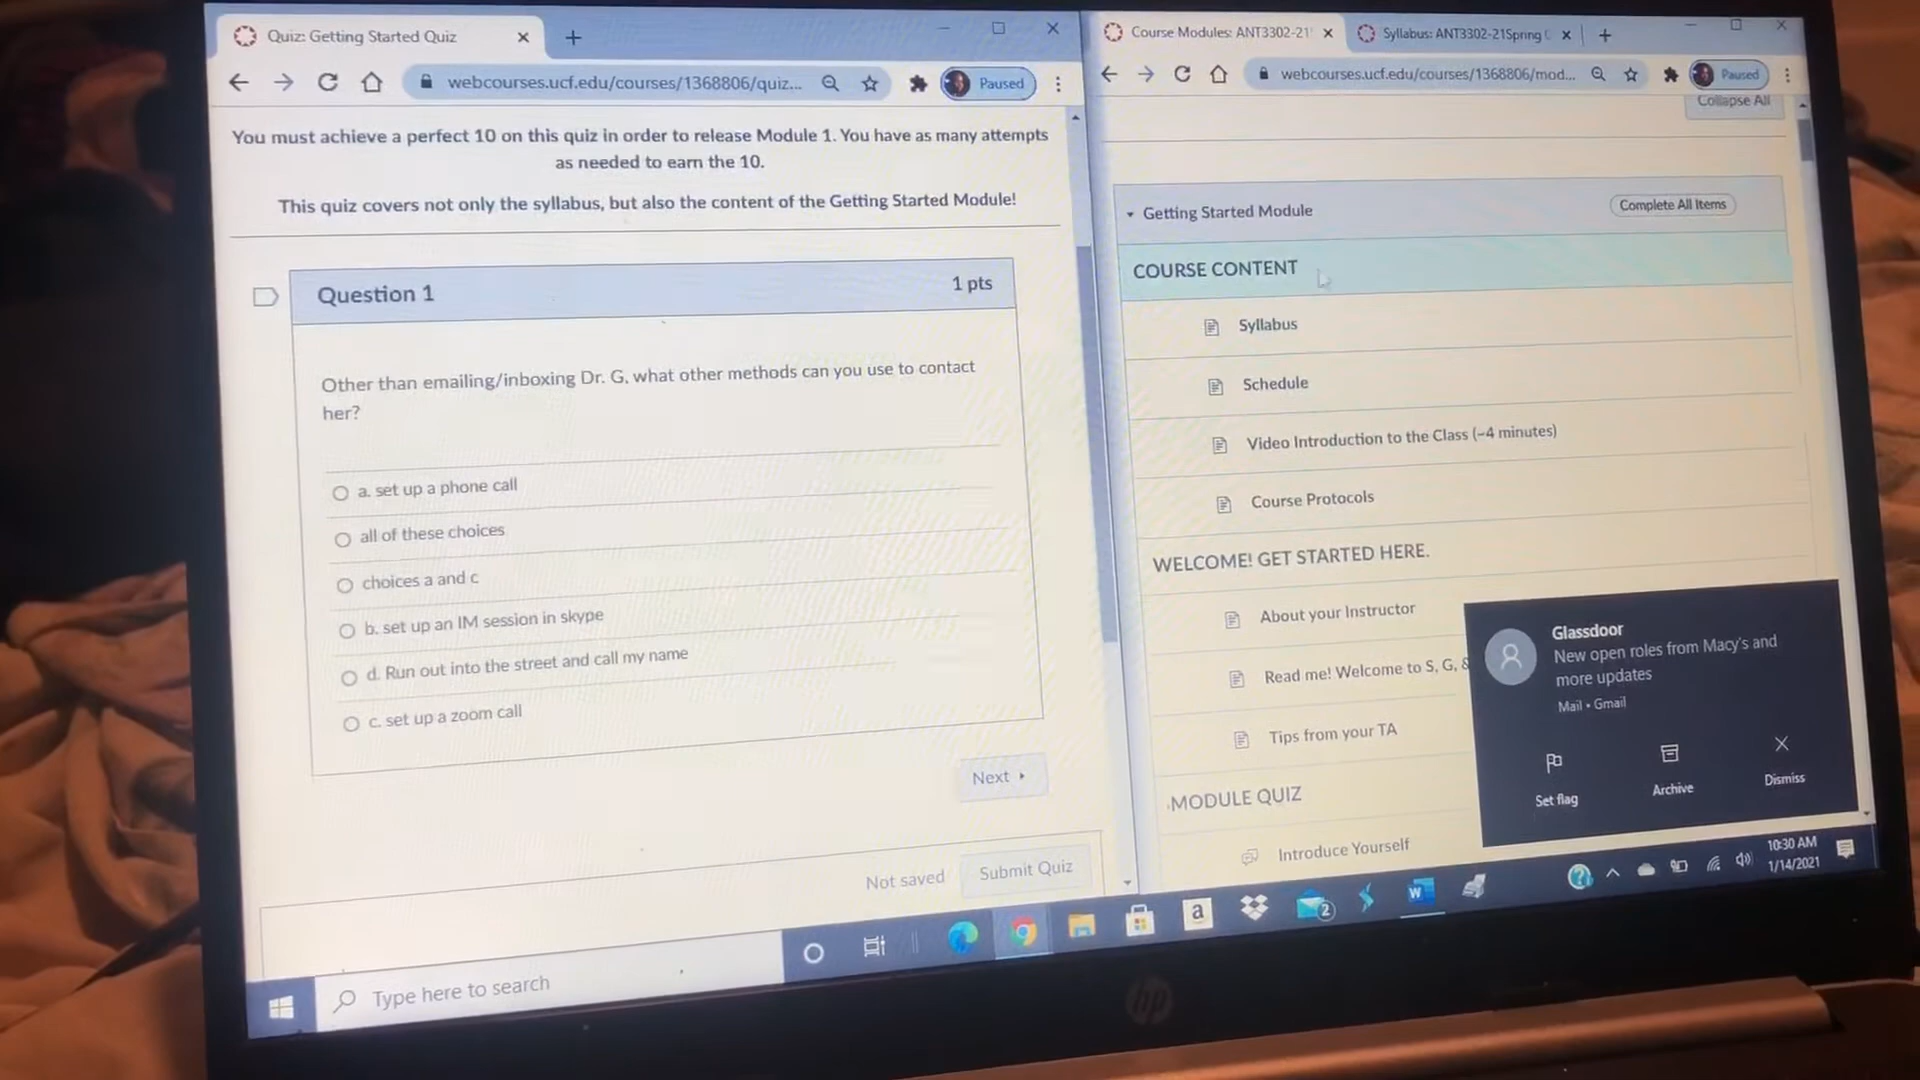 Quiz: Getting Started Quiz
webcourses.ucf.edu/courses/1368806/quiz...
Paused
You must achieve a perfect 10 on this quiz in order to release Module 1. You have as many attempts
as needed to earn the 10.
This quiz covers not only the syllabus, but also the content of the Getting Started Module!
Question 1
1 pts
Other than emailing/inboxing Dr. G, what other methods can you use to contact
her?
a. set up a phone call
all of these choices
choices a and c
b. set up an IM session in skype
d. Run out into the street and call my name
c. set up a zoom call
Next
Not saved
Submit Quiz
Course Modules: ANT3302-21
Syllabus: ANT3302-21Spring
webcourses.ucf.edu/courses/1368806/mod...
Paused
Collapse All
Getting Started Module
Complete All Items
COURSE CONTENT
Syllabus
Schedule
Video Introduction to the Class (~4 minutes)
Course Protocols
WELCOME! GET STARTED HERE.
About your Instructor
Read me! Welcome to S, G, &
Tips from your TA
MODULE QUIZ
Introduce Yourself
Glassdoor
New open roles from Macy's and
more updates
Mail • Gmail
Set flag
Archive
Dismiss
Type here to search
a
2
W
10:30 AM
1/14/2021
hp